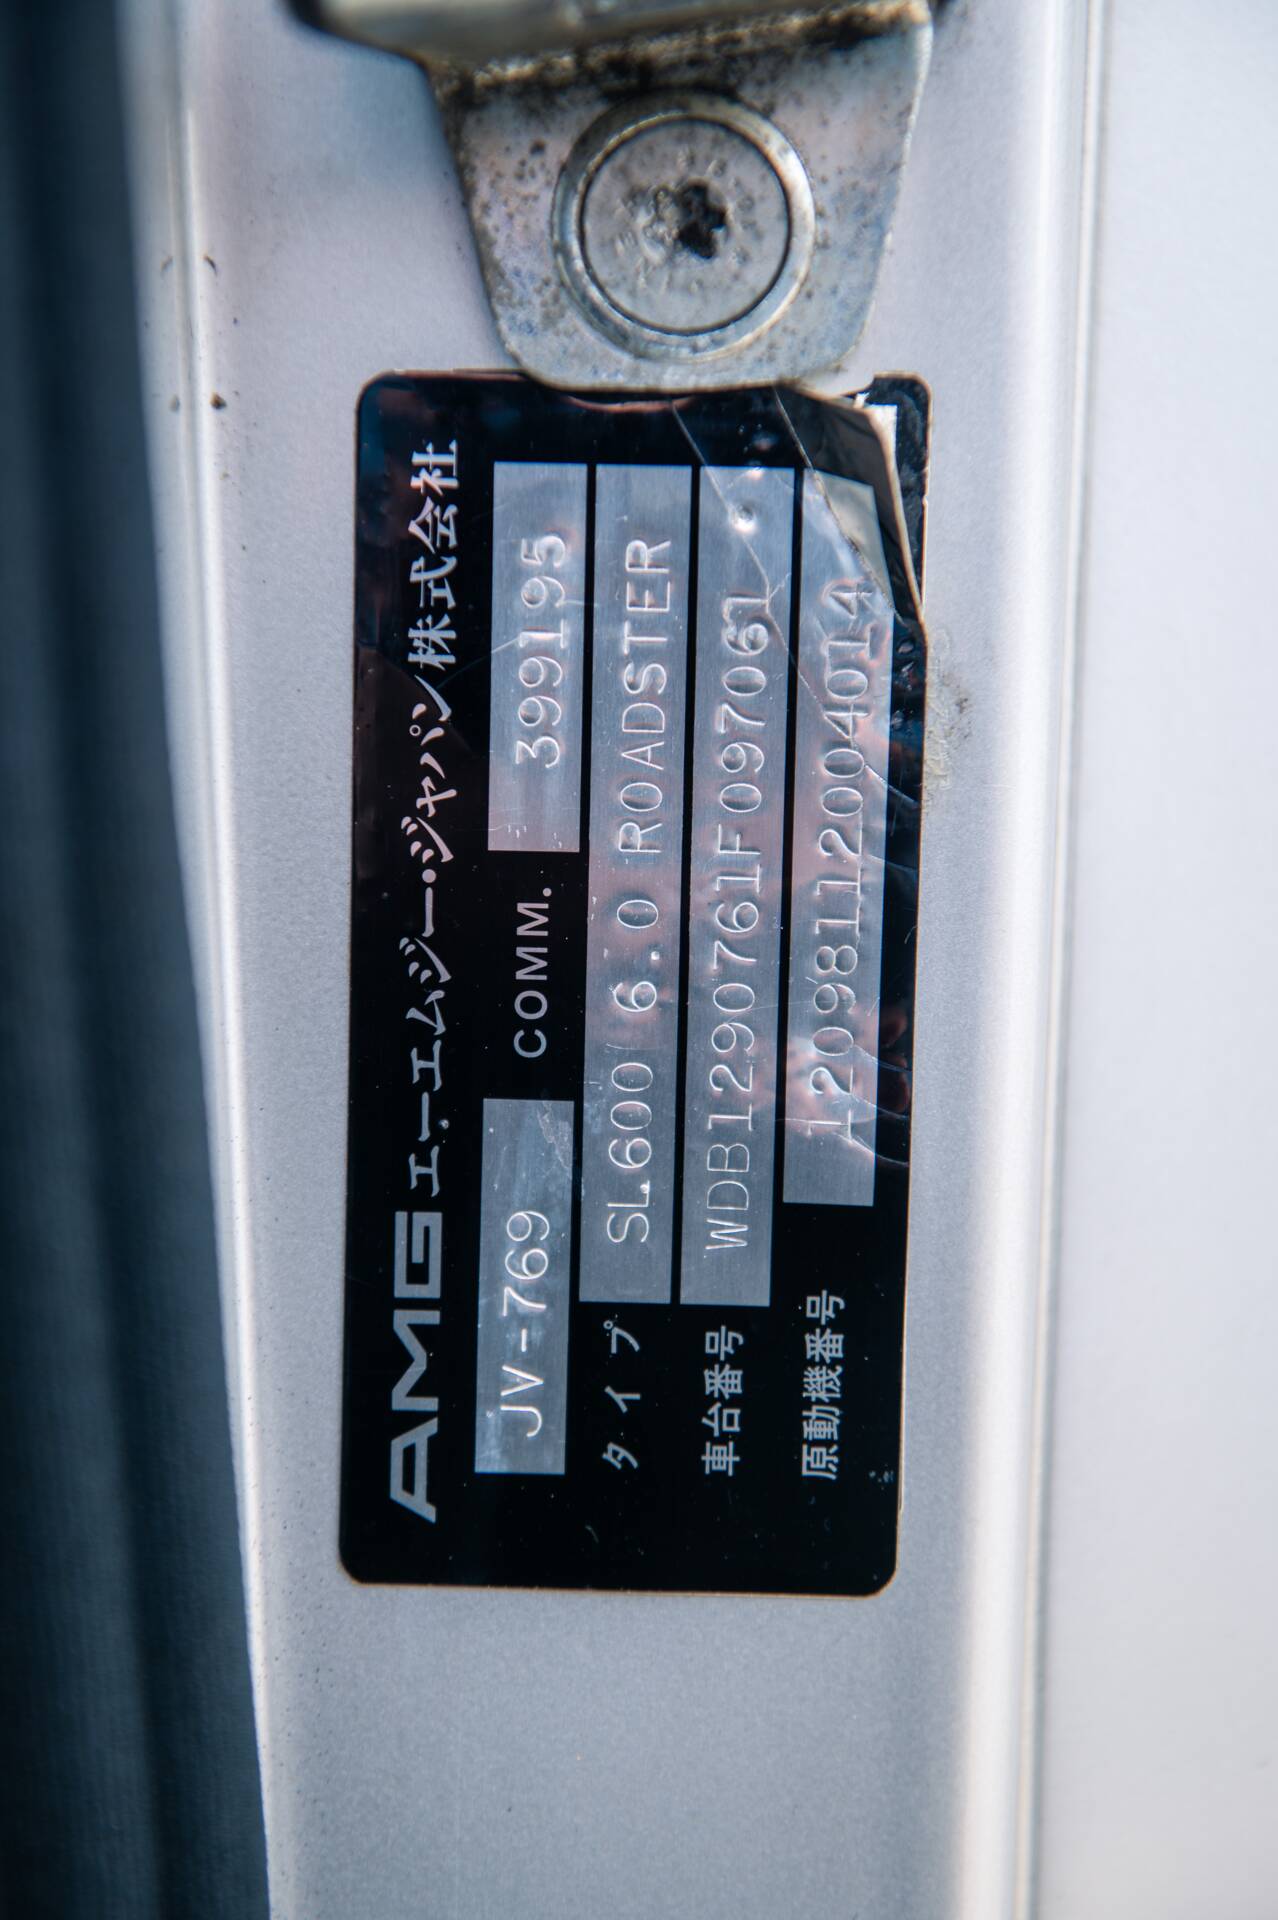 AMG エーエムジー・ジャパン株式会社
JV-769 COMM. 399195
タイプ SL600 6.0 ROADSTER
車台番号 WDB1290761F097061
原動機番号 12098112004014